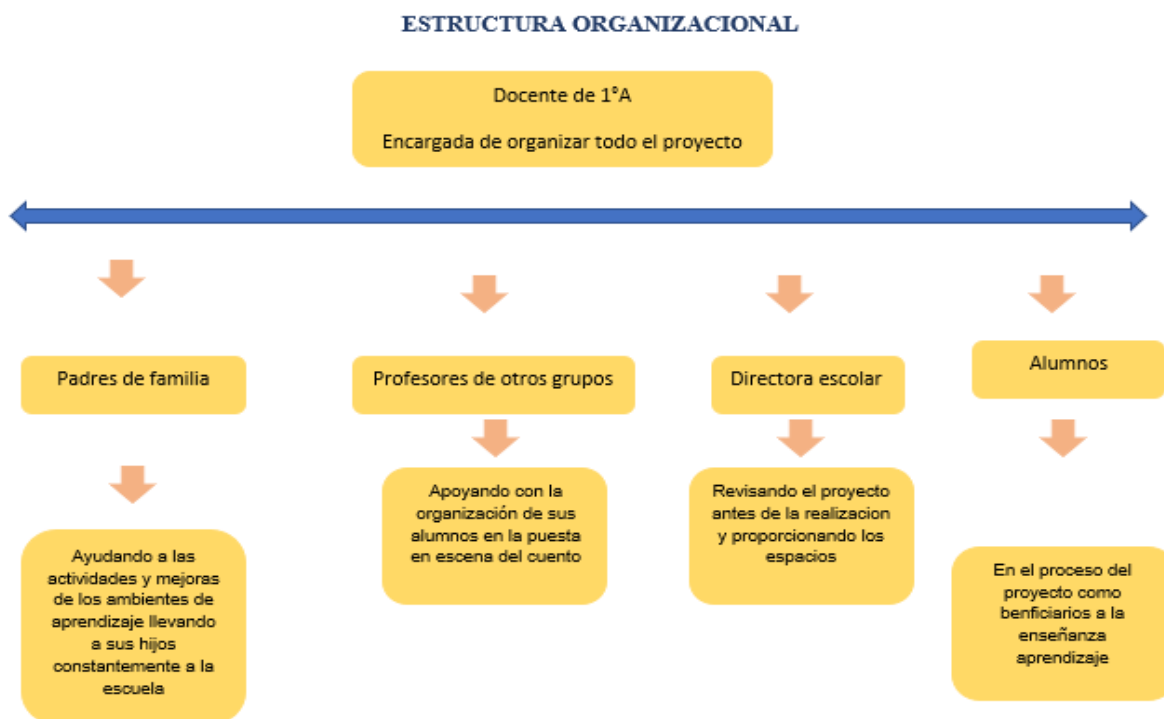 ESTRUCTURA ORGANIZACIONAL
Docente de 1°A
Encargada de organizar todo el proyecto
Padres de familia
Profesores de otros grupos
Directora escolar
Alumnos
Ayudando a las
actividades y mejoras
de los ambientes de
aprendizaje llevando
a sus hijos
constantemente a la
escuela
Apoyando con la
organización de sus
alumnos en la puesta
en escena del cuento
Revisando el proyecto
antes de la realizacion
y proporcionando los
espacios
En el proceso del
proyecto como
benficiarios a la
enseñanza
aprendizaje